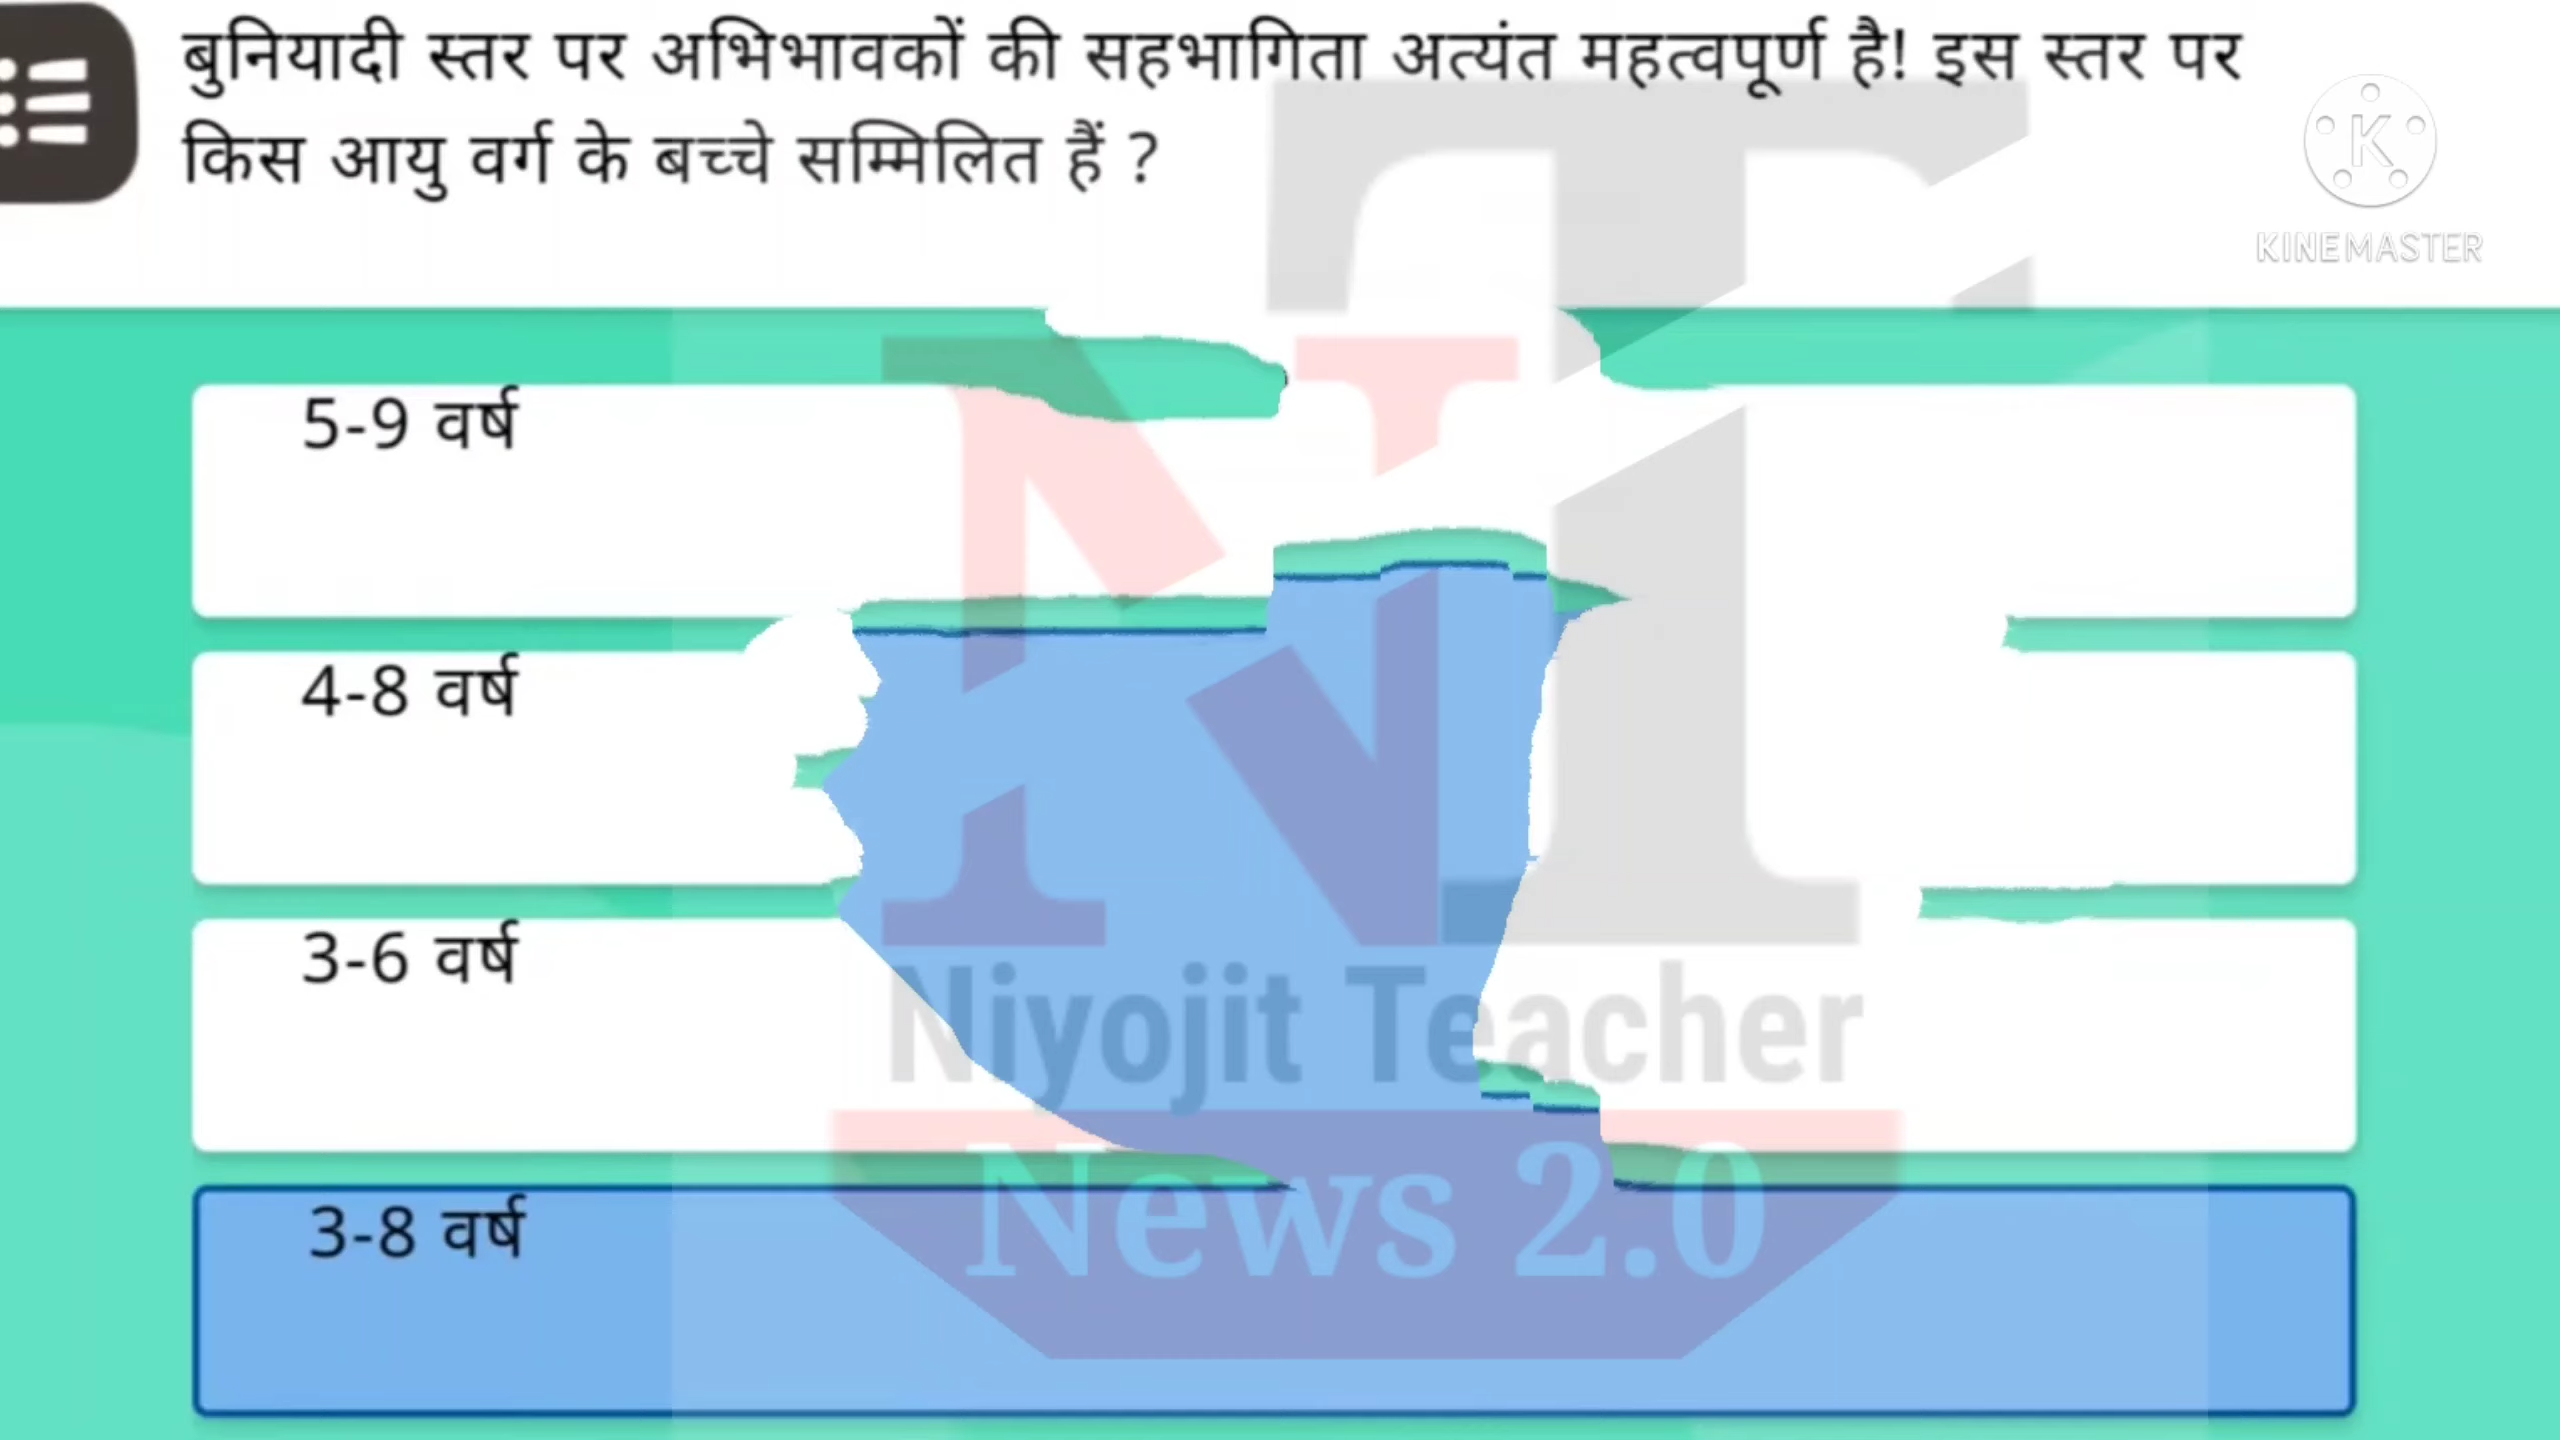 बुनियादी स्तर पर अभिभावकों की सहभागिता अत्यंत महत्वपूर्ण है! इस स्तर पर
किस आयु वर्ग के बच्चे सम्मिलित हैं ?
KINEMASTER
5-9 वर्ष
4-8 वर्ष
3-6 वर्ष
3-8 वर्ष
NT
Niyojit Teacher
News 2.0